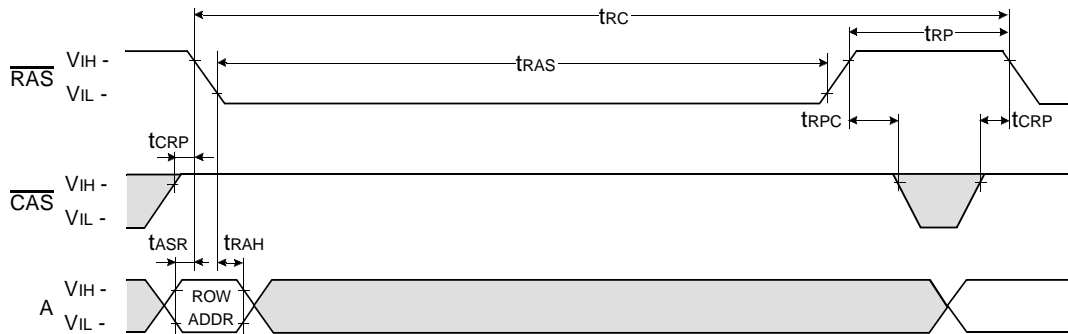 tRC
tRP
RAS
VIH -
VIL -
tRAS
tCRP
tRPC
tCRP
CAS
VIH -
VIL -
tASR
tRAH
A
VIH -
VIL -
ROW
ADDR